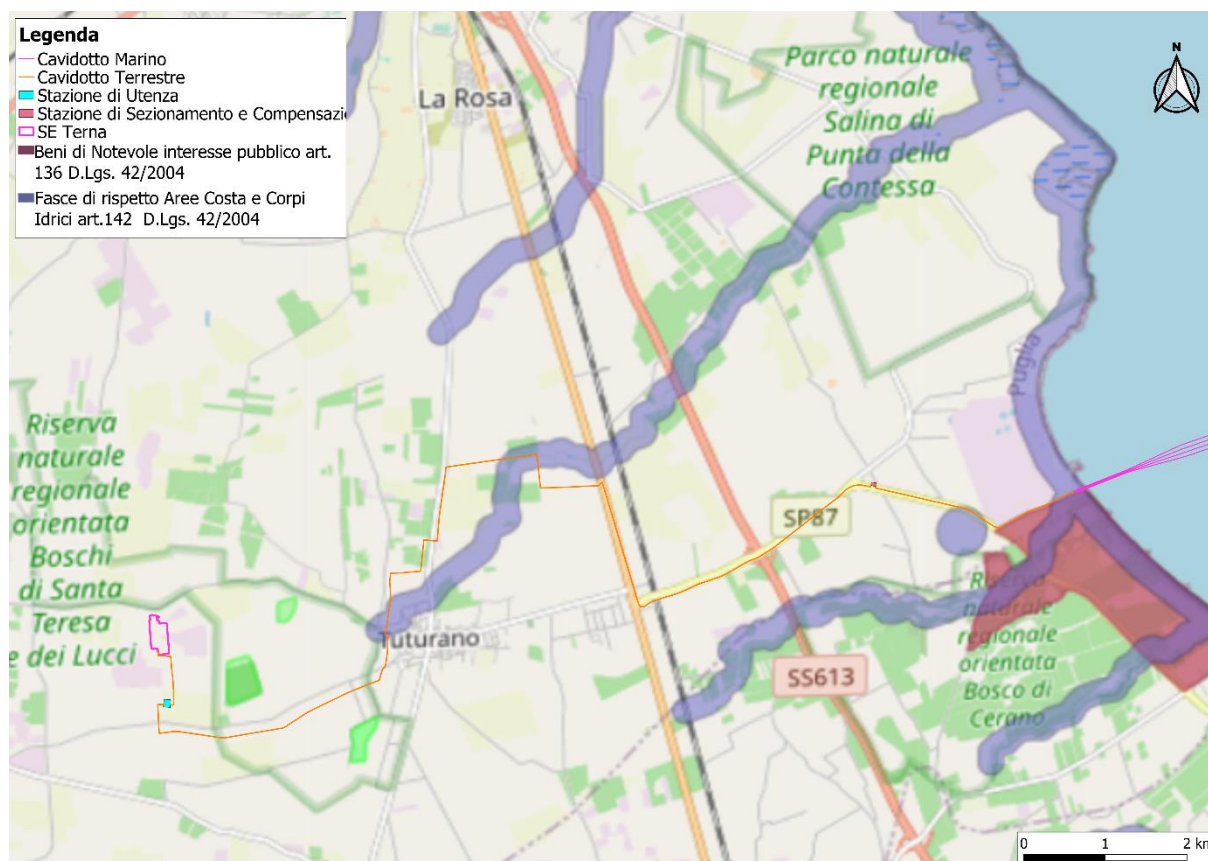 Legenda
Cavidotto Marino
Cavidotto Terrestre
Stazione di Utenza
Stazione di Sezionamento e Compensazi
SE Terna
Beni di Notevole interesse pubblico art.
136 D.Lgs. 42/2004
Fasce di rispetto Aree Costa e Corpi
Idrici art.142 D.Lgs. 42/2004
N
La Rosa
Parco naturale
regionale
Salina di
Punta della
Contessa
Puglia
Riserva
naturale
regionale
orientata
Boschi
di Santa
Teresa
e dei Lucci
SP87
Tuturano
SS613
Riserva
naturale
regionale
orientata
Bosco di
Cerano
0 1 2 km